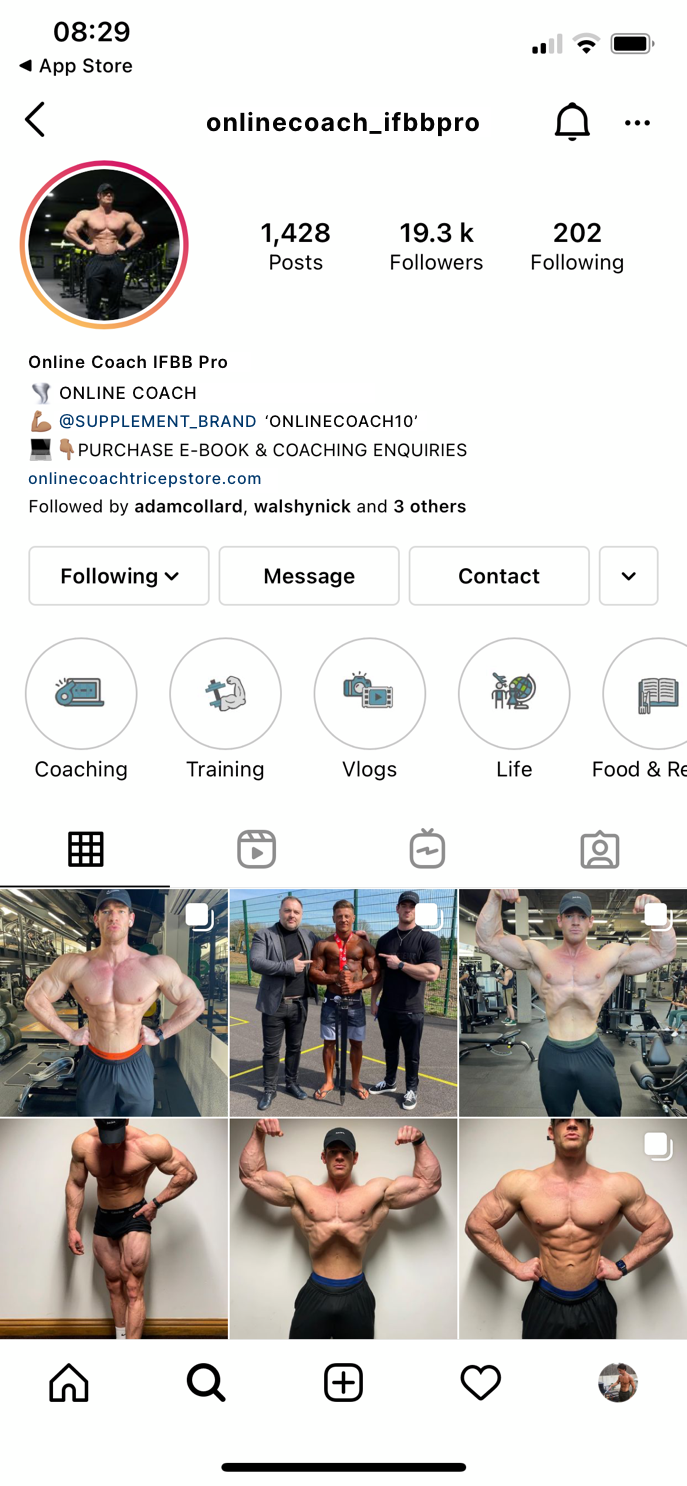 08:29
◀ App Store
onlinecoach_ifbbpro
1,428 19.3 k 202
Posts Followers Following
Online Coach IFBB Pro
🌪️ ONLINE COACH
💪🏽 @SUPPLEMENT_BRAND ‘ONLINECOACH10’
💻👇🏽PURCHASE E-BOOK & COACHING ENQUIRIES
onlinecoachtricepstore.com
Followed by adamcollard, walshynick and 3 others
Following Message Contact
Coaching Training Vlogs Life Food & Re